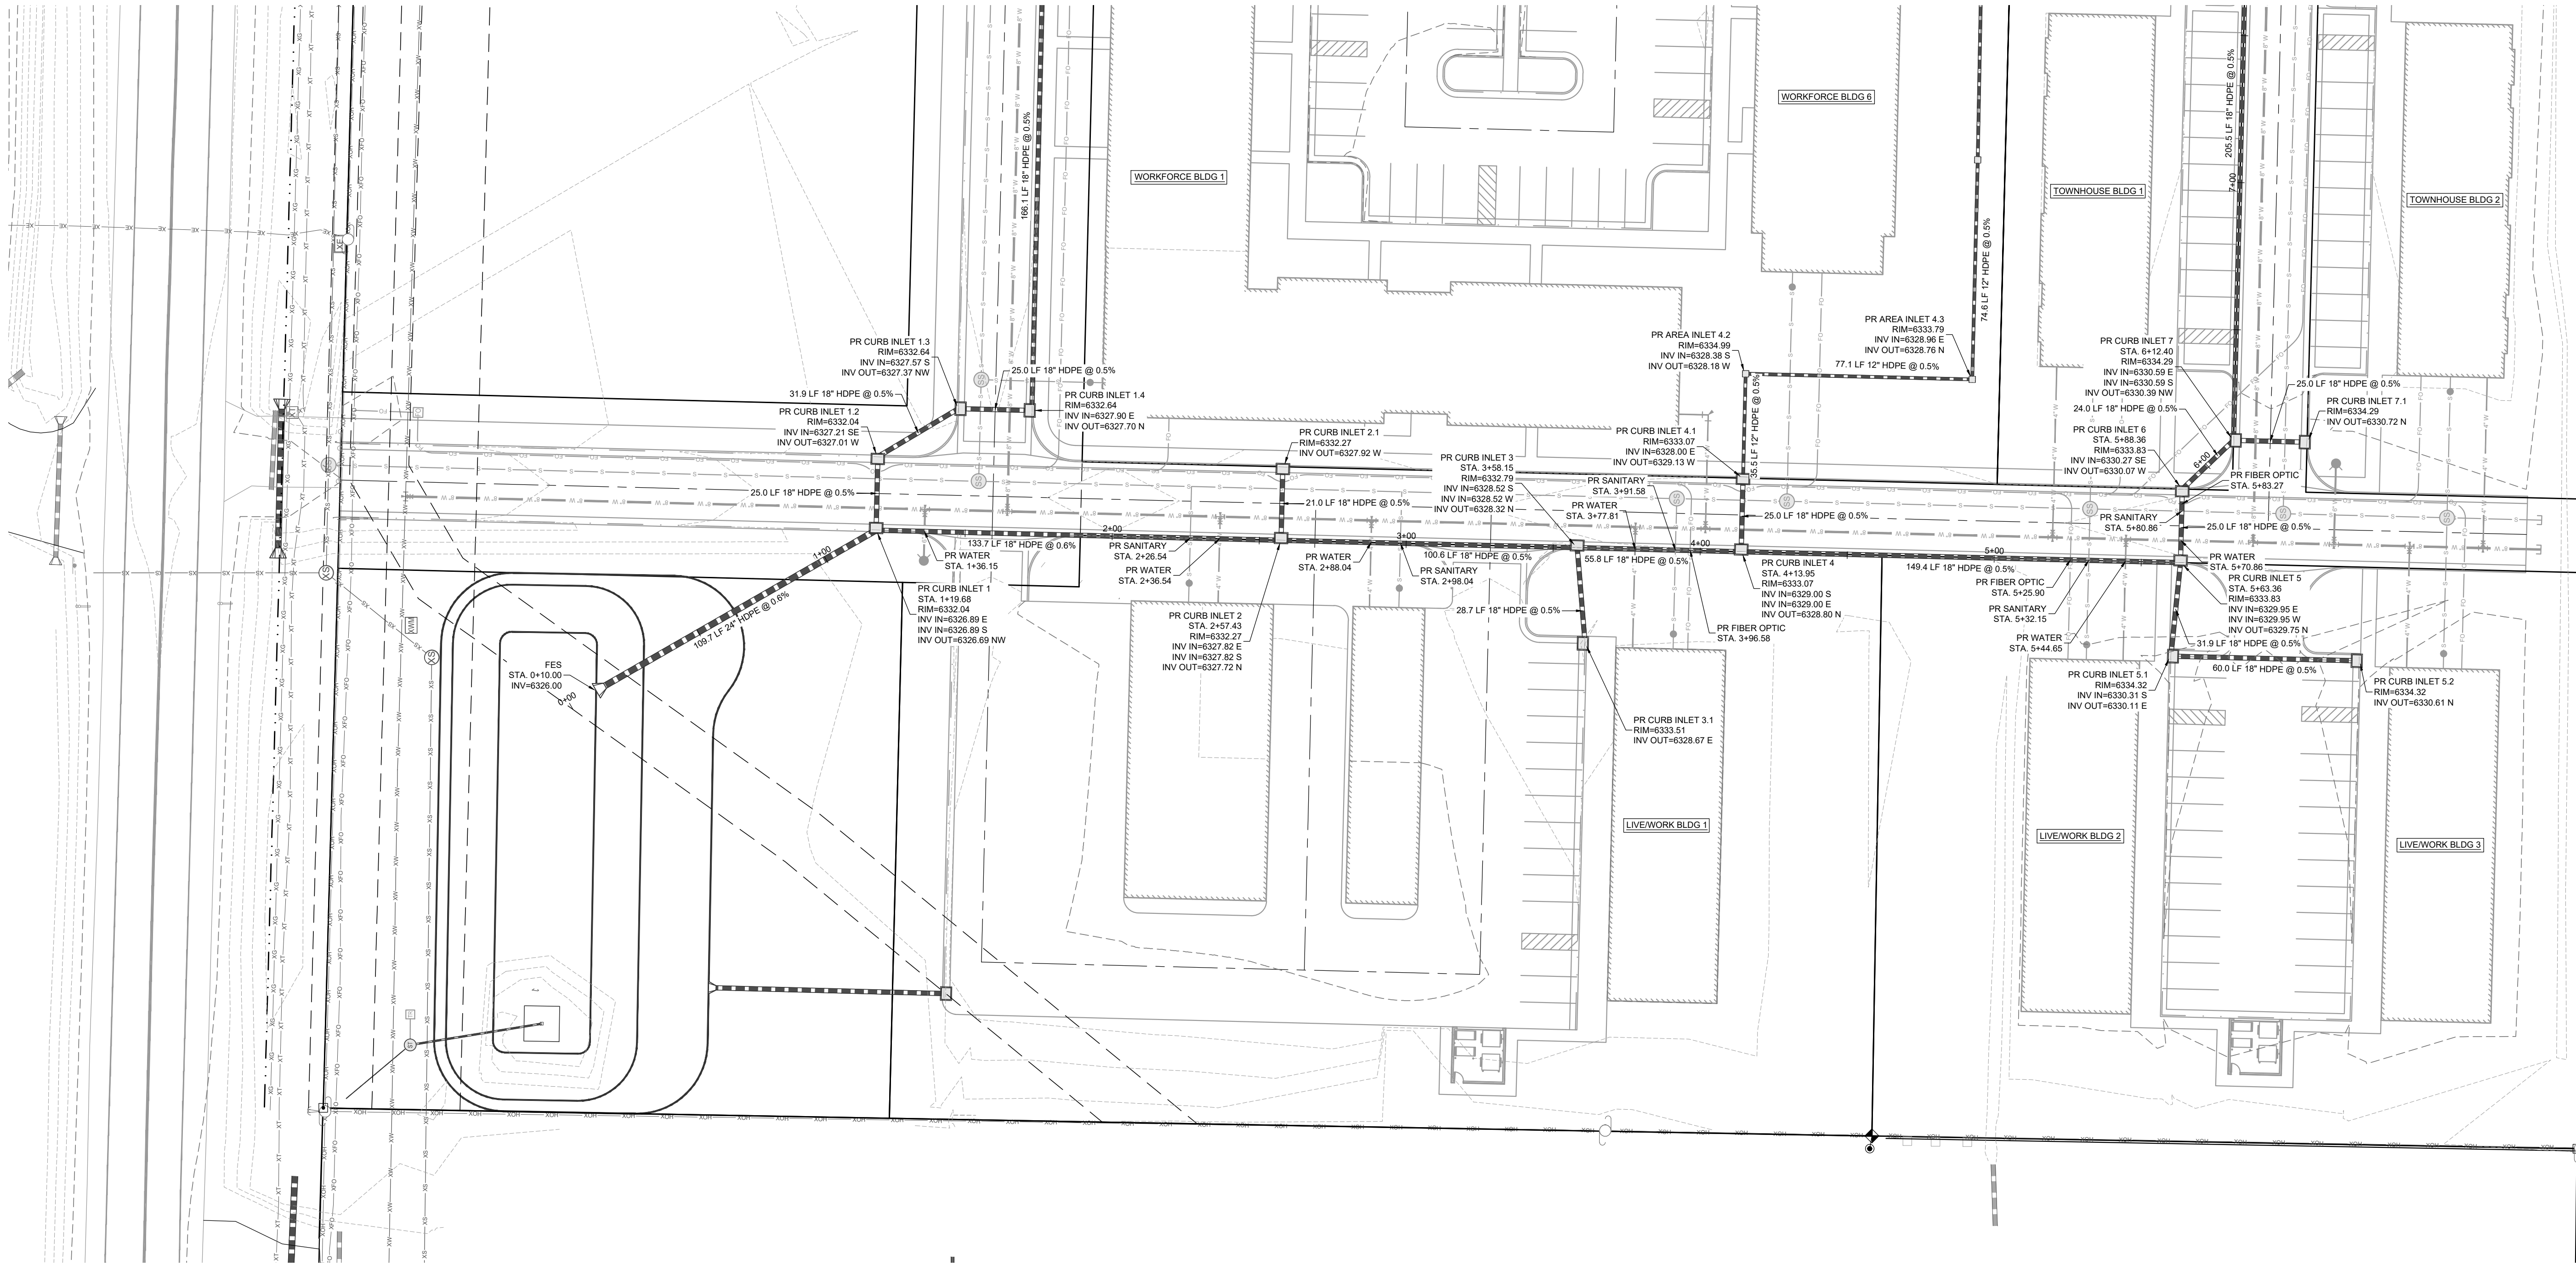 WORKFORCE BLDG 1
WORKFORCE BLDG 6
TOWNHOUSE BLDG 1
TOWNHOUSE BLDG 2
166.1 LF 18" HDPE @ 0.5%
74.6 LF 12" HDPE @ 0.5%
205.5 LF 18" HDPE @ 0.5%
7+00
PR CURB INLET 1.3
RIM=6332.64
INV IN=6327.57 S
INV OUT=6327.37 NW
25.0 LF 18" HDPE @ 0.5%
31.9 LF 18" HDPE @ 0.5%
PR CURB INLET 1.4
RIM=6332.64
INV IN=6327.90 E
INV OUT=6327.70 N
PR CURB INLET 1.2
RIM=6332.04
INV IN=6327.21 SE
INV OUT=6327.01 W
25.0 LF 18" HDPE @ 0.5%
PR CURB INLET 2.1
RIM=6332.27
INV OUT=6327.92 W
21.0 LF 18" HDPE @ 0.5%
PR AREA INLET 4.2
RIM=6334.99
INV IN=6328.38 S
INV OUT=6328.18 W
PR AREA INLET 4.3
RIM=6333.79
INV IN=6328.96 E
INV OUT=6328.76 N
77.1 LF 12" HDPE @ 0.5%
35.5 LF 12" HDPE @ 0.5%
PR CURB INLET 4.1
RIM=6333.07
INV IN=6328.00 E
INV OUT=6329.13 W
PR CURB INLET 3
STA. 3+58.15
RIM=6332.79
INV IN=6328.52 S
INV IN=6328.52 W
INV OUT=6328.32 N
PR SANITARY
STA. 3+91.58
PR WATER
STA. 3+77.81
25.0 LF 18" HDPE @ 0.5%
PR CURB INLET 7
STA. 6+12.40
RIM=6334.29
INV IN=6330.59 E
INV IN=6330.59 S
INV OUT=6330.39 NW
25.0 LF 18" HDPE @ 0.5%
PR CURB INLET 7.1
RIM=6334.29
INV OUT=6330.72 N
24.0 LF 18" HDPE @ 0.5%
PR CURB INLET 6
STA. 5+88.36
RIM=6333.83
INV IN=6330.27 SE
INV OUT=6330.07 W
6+00
PR FIBER OPTIC
STA. 5+83.27
PR SANITARY
STA. 5+80.86
25.0 LF 18" HDPE @ 0.5%
PR WATER
STA. 5+70.86
1+00
2+00
3+00
4+00
5+00
133.7 LF 18" HDPE @ 0.6%
PR WATER
STA. 1+36.15
PR SANITARY
STA. 2+26.54
PR WATER
STA. 2+36.54
PR WATER
STA. 2+88.04
PR SANITARY
STA. 2+98.04
100.6 LF 18" HDPE @ 0.5%
55.8 LF 18" HDPE @ 0.5%
149.4 LF 18" HDPE @ 0.5%
PR CURB INLET 1
STA. 1+19.68
RIM=6332.04
INV IN=6326.89 E
INV IN=6326.89 S
INV OUT=6326.69 NW
109.7 LF 24" HDPE @ 0.6%
FES
STA. 0+10.00
INV=6326.00
0+00
PR CURB INLET 2
STA. 2+57.43
RIM=6332.27
INV IN=6327.82 E
INV IN=6327.82 S
INV OUT=6327.72 N
28.7 LF 18" HDPE @ 0.5%
PR CURB INLET 3.1
RIM=6333.51
INV OUT=6328.67 E
PR FIBER OPTIC
STA. 3+96.58
PR CURB INLET 4
STA. 4+13.95
RIM=6333.07
INV IN=6329.00 S
INV IN=6329.00 E
INV OUT=6328.80 N
PR FIBER OPTIC
STA. 5+25.90
PR SANITARY
STA. 5+32.15
PR WATER
STA. 5+44.65
PR CURB INLET 5
STA. 5+63.36
RIM=6333.83
INV IN=6329.95 E
INV IN=6329.95 W
INV OUT=6329.75 N
31.9 LF 18" HDPE @ 0.5%
60.0 LF 18" HDPE @ 0.5%
PR CURB INLET 5.1
RIM=6334.32
INV IN=6330.31 S
INV OUT=6330.11 E
PR CURB INLET 5.2
RIM=6334.32
INV OUT=6330.61 N
LIVE/WORK BLDG 1
LIVE/WORK BLDG 2
LIVE/WORK BLDG 3